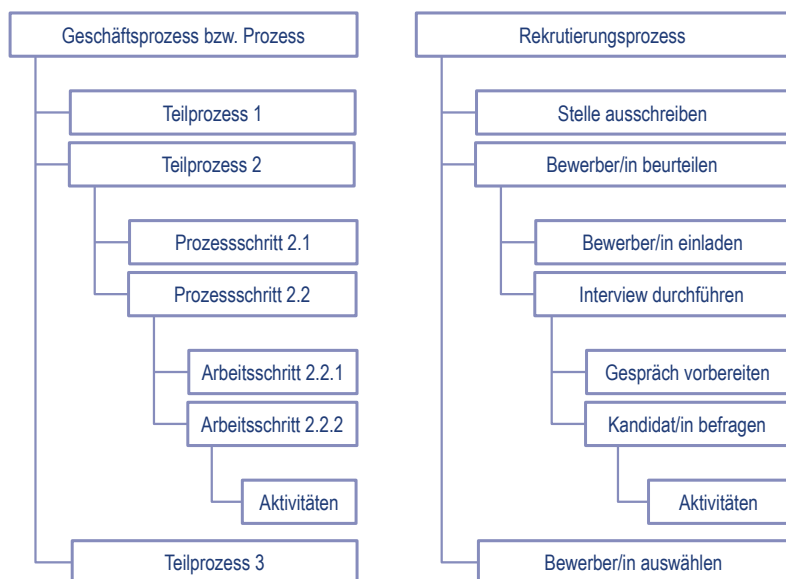 Geschäftsprozess bzw. Prozess
Teilprozess 1
Teilprozess 2
Prozessschritt 2.1
Prozessschritt 2.2
Arbeitsschritt 2.2.1
Arbeitsschritt 2.2.2
Aktivitäten
Teilprozess 3
Rekrutierungsprozess
Stelle ausschreiben
Bewerber/in beurteilen
Bewerber/in einladen
Interview durchführen
Gespräch vorbereiten
Kandidat/in befragen
Aktivitäten
Bewerber/in auswählen